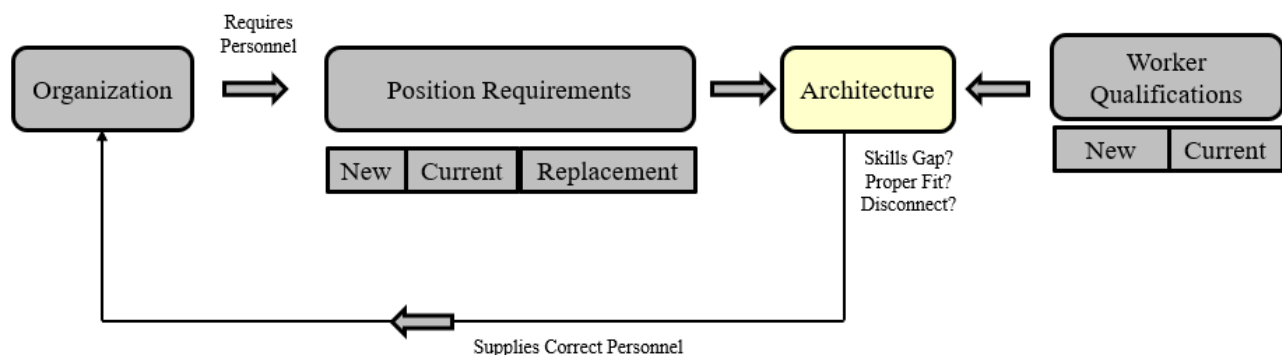 Requires
Personnel
Organization
Position Requirements
Architecture
Worker
Qualifications
New
Current
Replacement
New
Current
Skills Gap?
Proper Fit?
Disconnect?
Supplies Correct Personnel